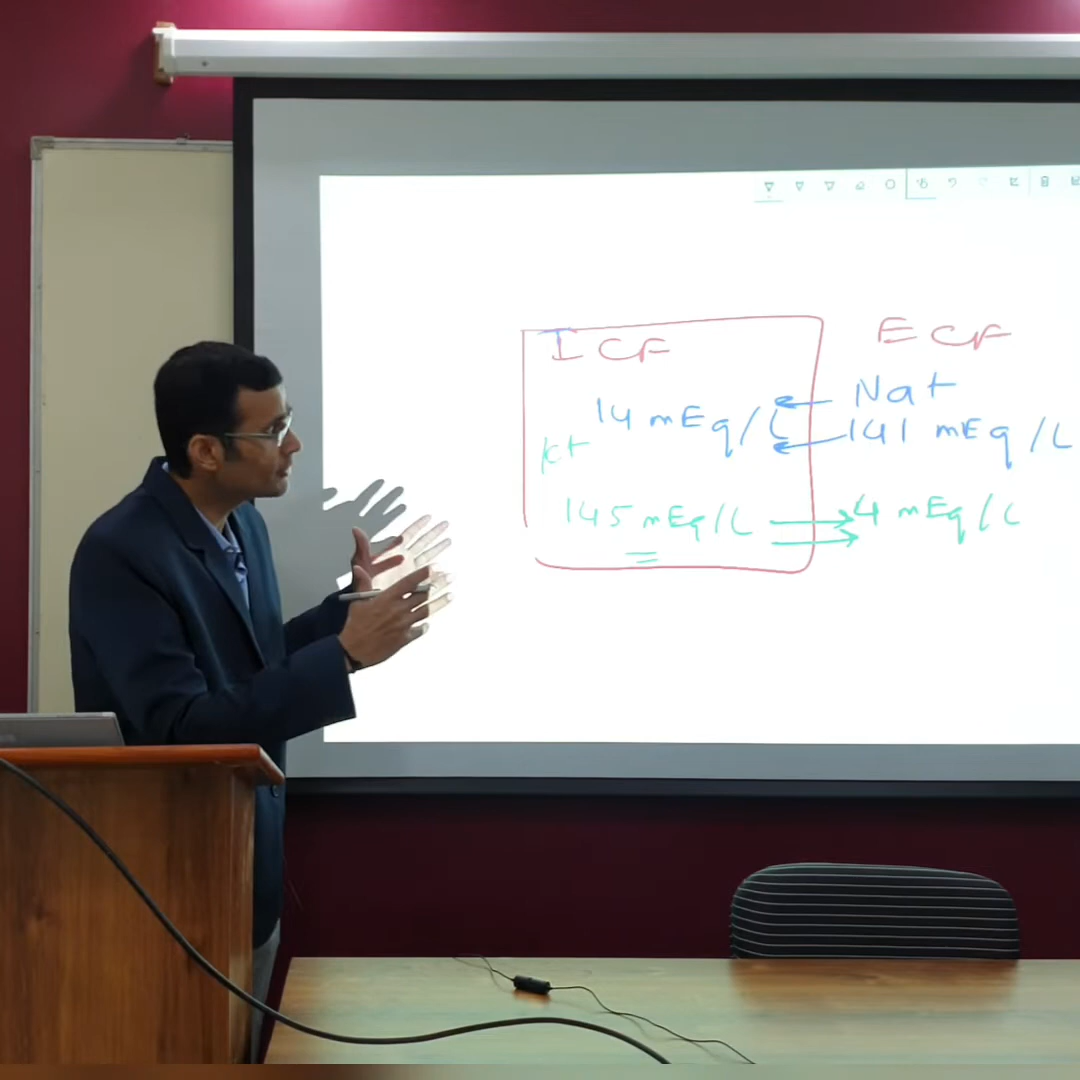 ICF ECF
Na+
14 mEq/L 141 mEq/L
K+
145 mEq/L 4 mEq/L